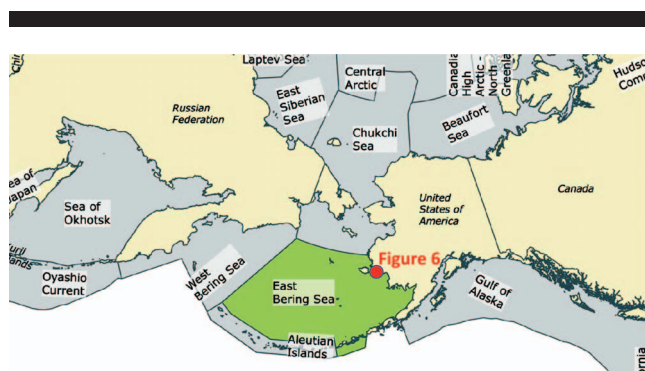 Laptev Sea
Central
Arctic
Canadian
High
Arctic -
North
Greenland
Hudson
East
Siberian
Sea
Russian
Federation
Chukchi
Sea
Beaufort
Sea
Sea of
Japan
Sea of
Okhotsk
United
States of
America
Canada
Figure 6
West
Bering Sea
East
Bering Sea
Gulf of
Alaska
Oyashio
Current
Aleutian
Islands